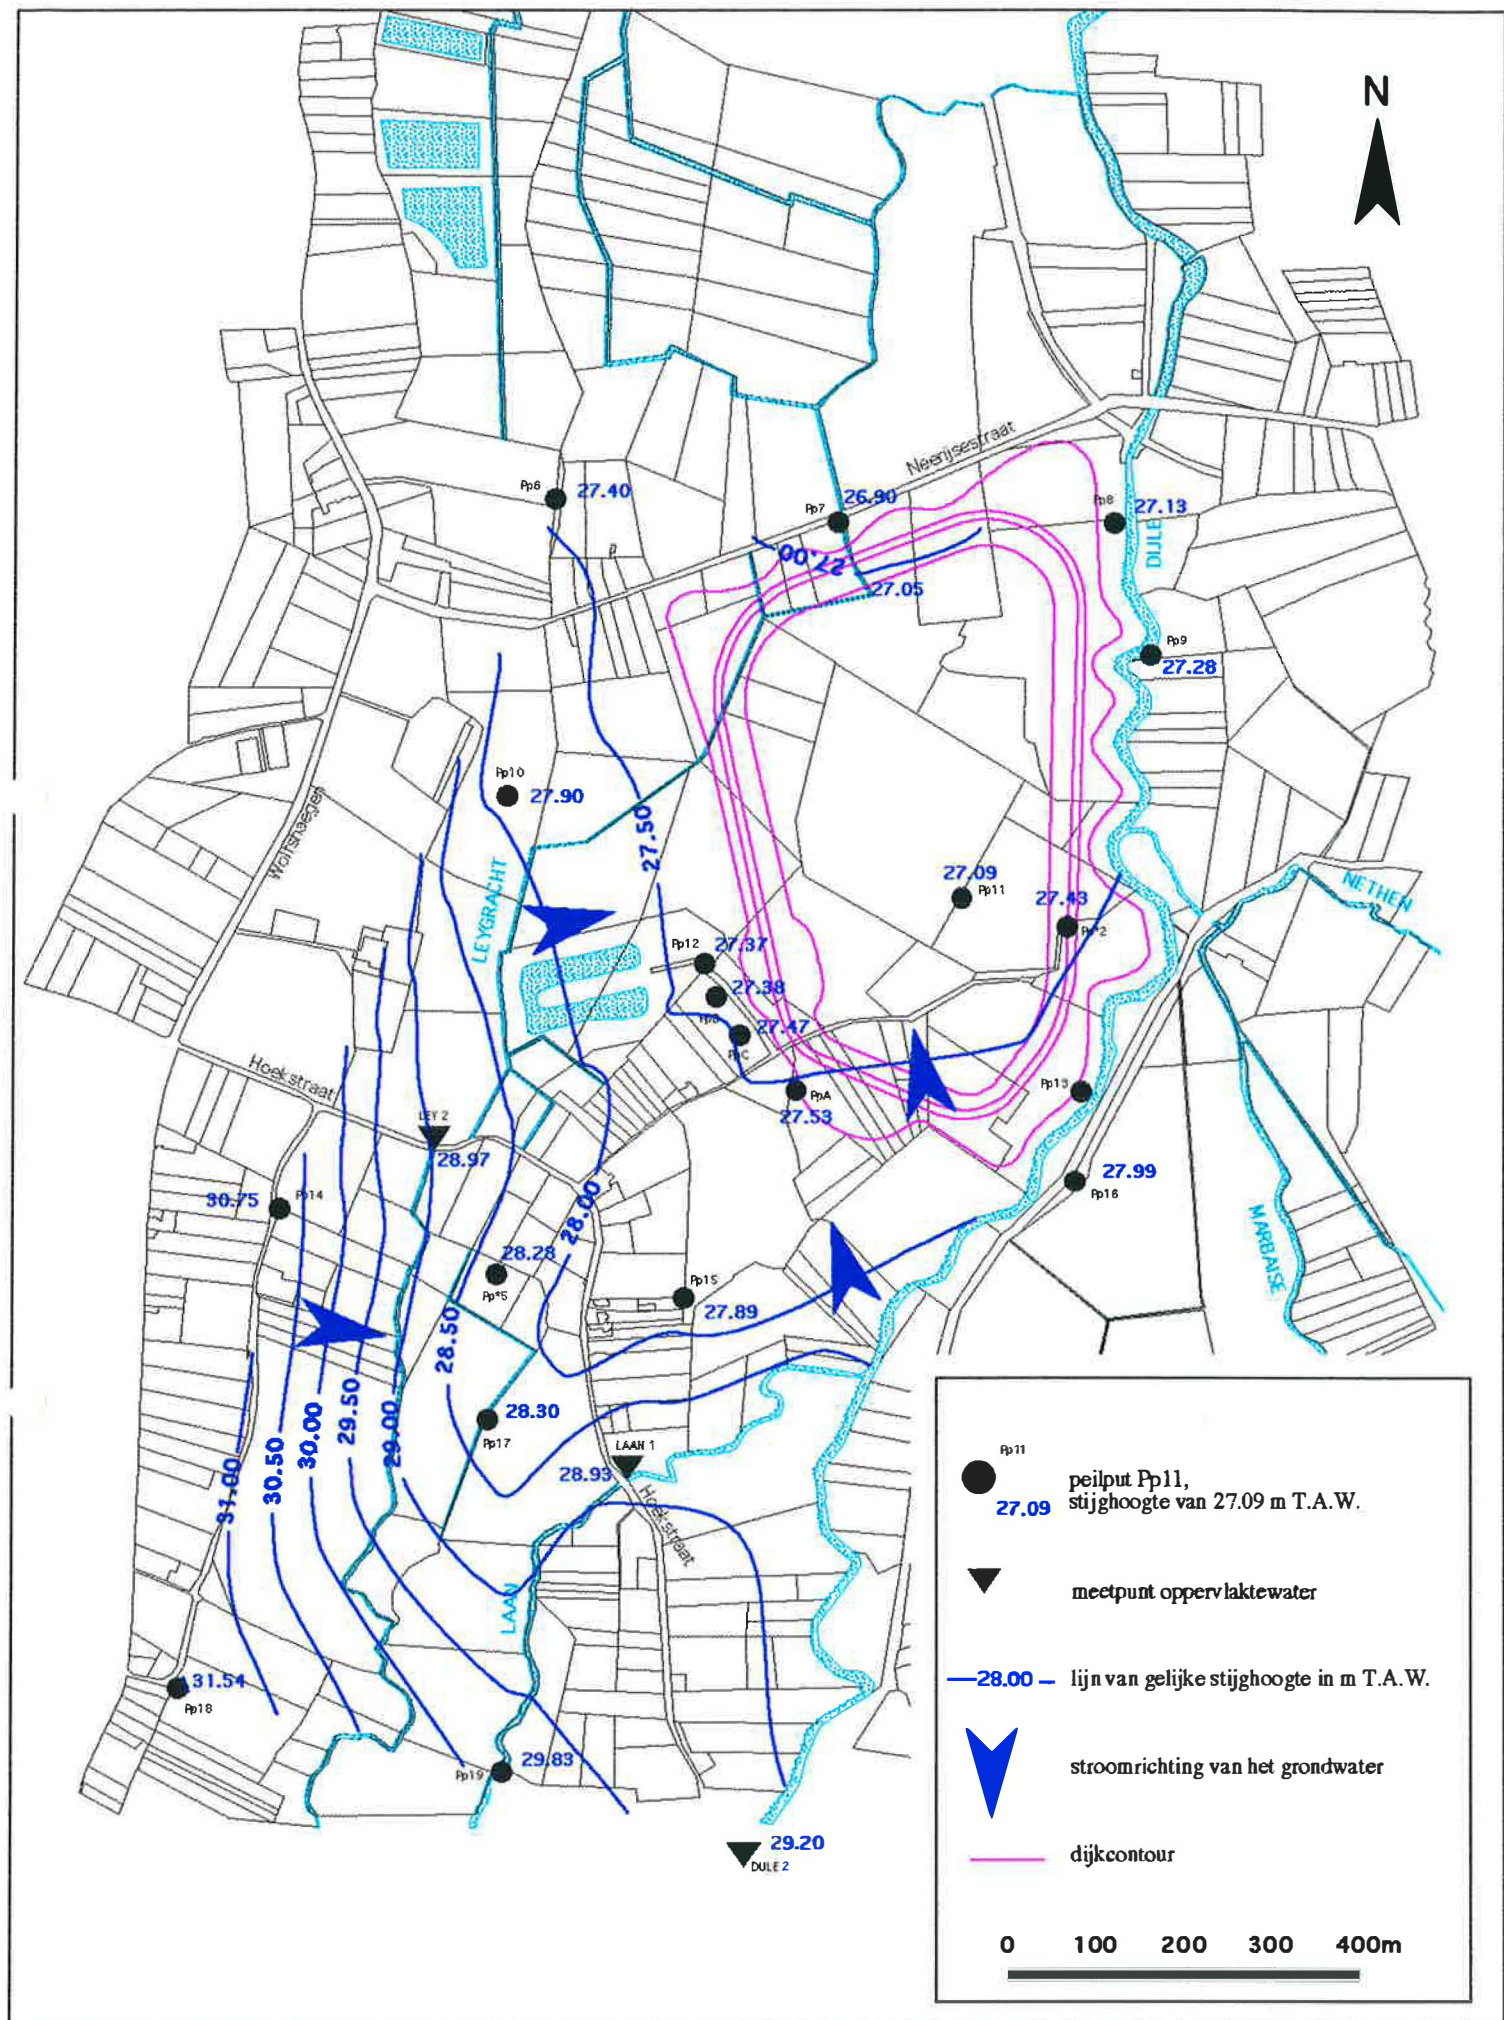 N
Neerijsestraat
Pp6
27.40
Pp7
26.90
Pp8
27.13
DIJLE
27.00
27.05
Pp9
27.28
Pp10
27.90
Wolfshaegen
27.50
LEYGRACHT
27.09
Pp11
27.43
Pp*2
NETHEN
Pp12
27.37
27.38
PpB
27.47
PpC
Hoekstraat
PpA
27.53
Pp13
LEY 2
28.97
30.75
Pp14
28.00
27.99
Pp16
MARBAISE
28.28
Pp*5
Pp15
27.89
28.50
28.30
Pp17
29.00
29.50
30.00
30.50
31.00
LAAN 1
28.93
Hoekstraat
LAAN
31.54
Pp18
29.83
Pp19
29.20
DIJLE 2
Pp11
27.09
peilput Pp11,
stijghoogte van 27.09 m T.A.W.
meetpunt oppervlaktewater
28.00
lijn van gelijke stijghoogte in m T.A.W.
stroomrichting van het grondwater
dijkcontour
0 100 200 300 400m